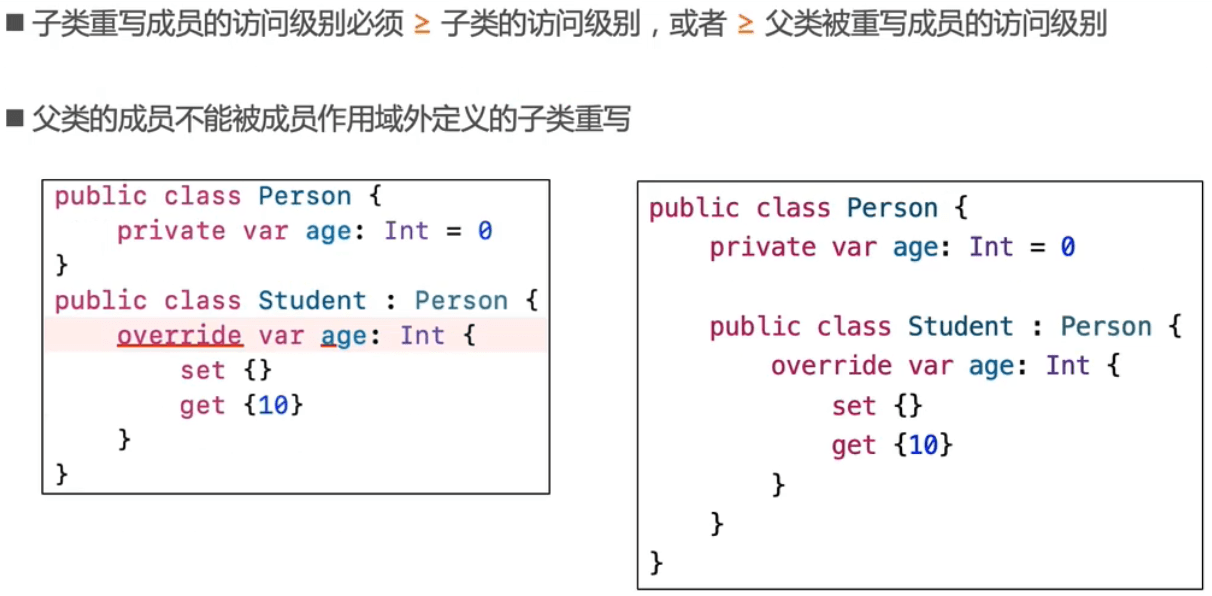 ■ 子类重写成员的访问级别必须 ≥ 子类的访问级别，或者 ≥ 父类被重写成员的访问级别
■ 父类的成员不能被成员作用域外定义的子类重写
public class Person {
    private var age: Int = 0
}
public class Student : Person {
    override var age: Int {
        set {}
        get {10}
    }
}
public class Person {
    private var age: Int = 0

    public class Student : Person {
        override var age: Int {
            set {}
            get {10}
        }
    }
}